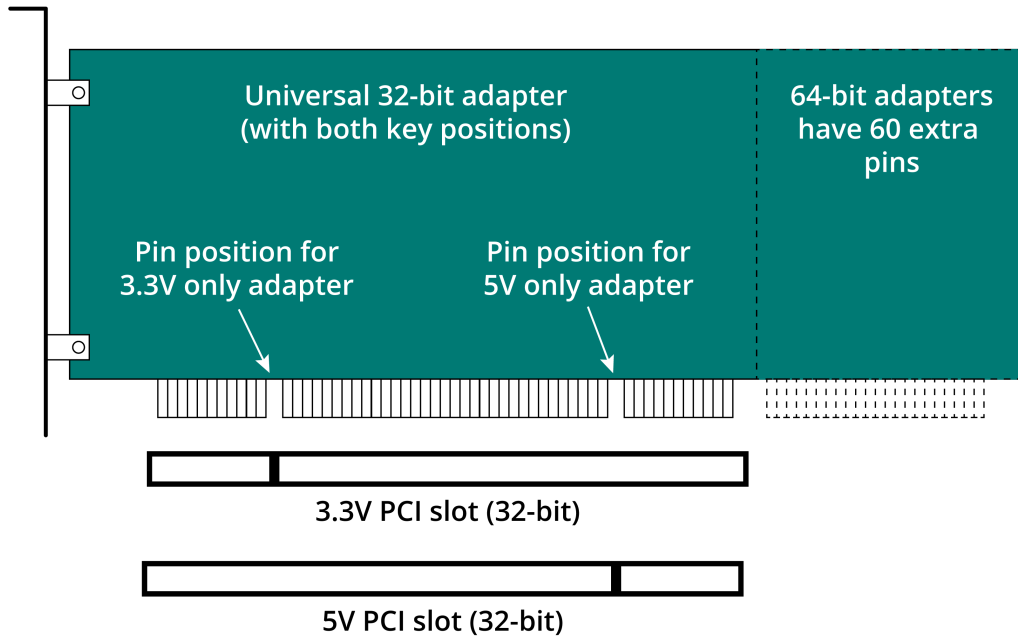 Universal 32-bit adapter
(with both key positions)
64-bit adapters
have 60 extra
pins
Pin position for
3.3V only adapter
Pin position for
5V only adapter
3.3V PCI slot (32-bit)
5V PCI slot (32-bit)